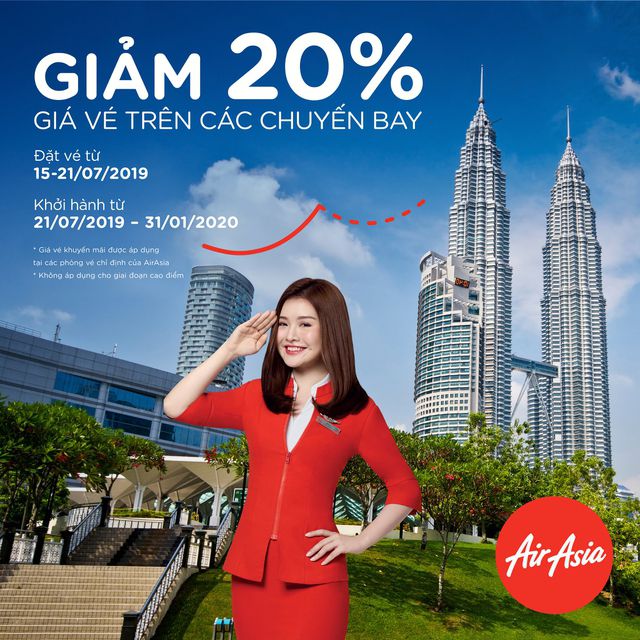 GIẢM 20%
GIÁ VÉ TRÊN CÁC CHUYẾN BAY
Đặt vé từ
15-21/07/2019
Khởi hành từ
21/07/2019 – 31/01/2020
* Giá vé khuyến mãi được áp dụng
tại các phòng vé chỉ định của AirAsia
* Không áp dụng cho giai đoạn cao điểm
AirAsia